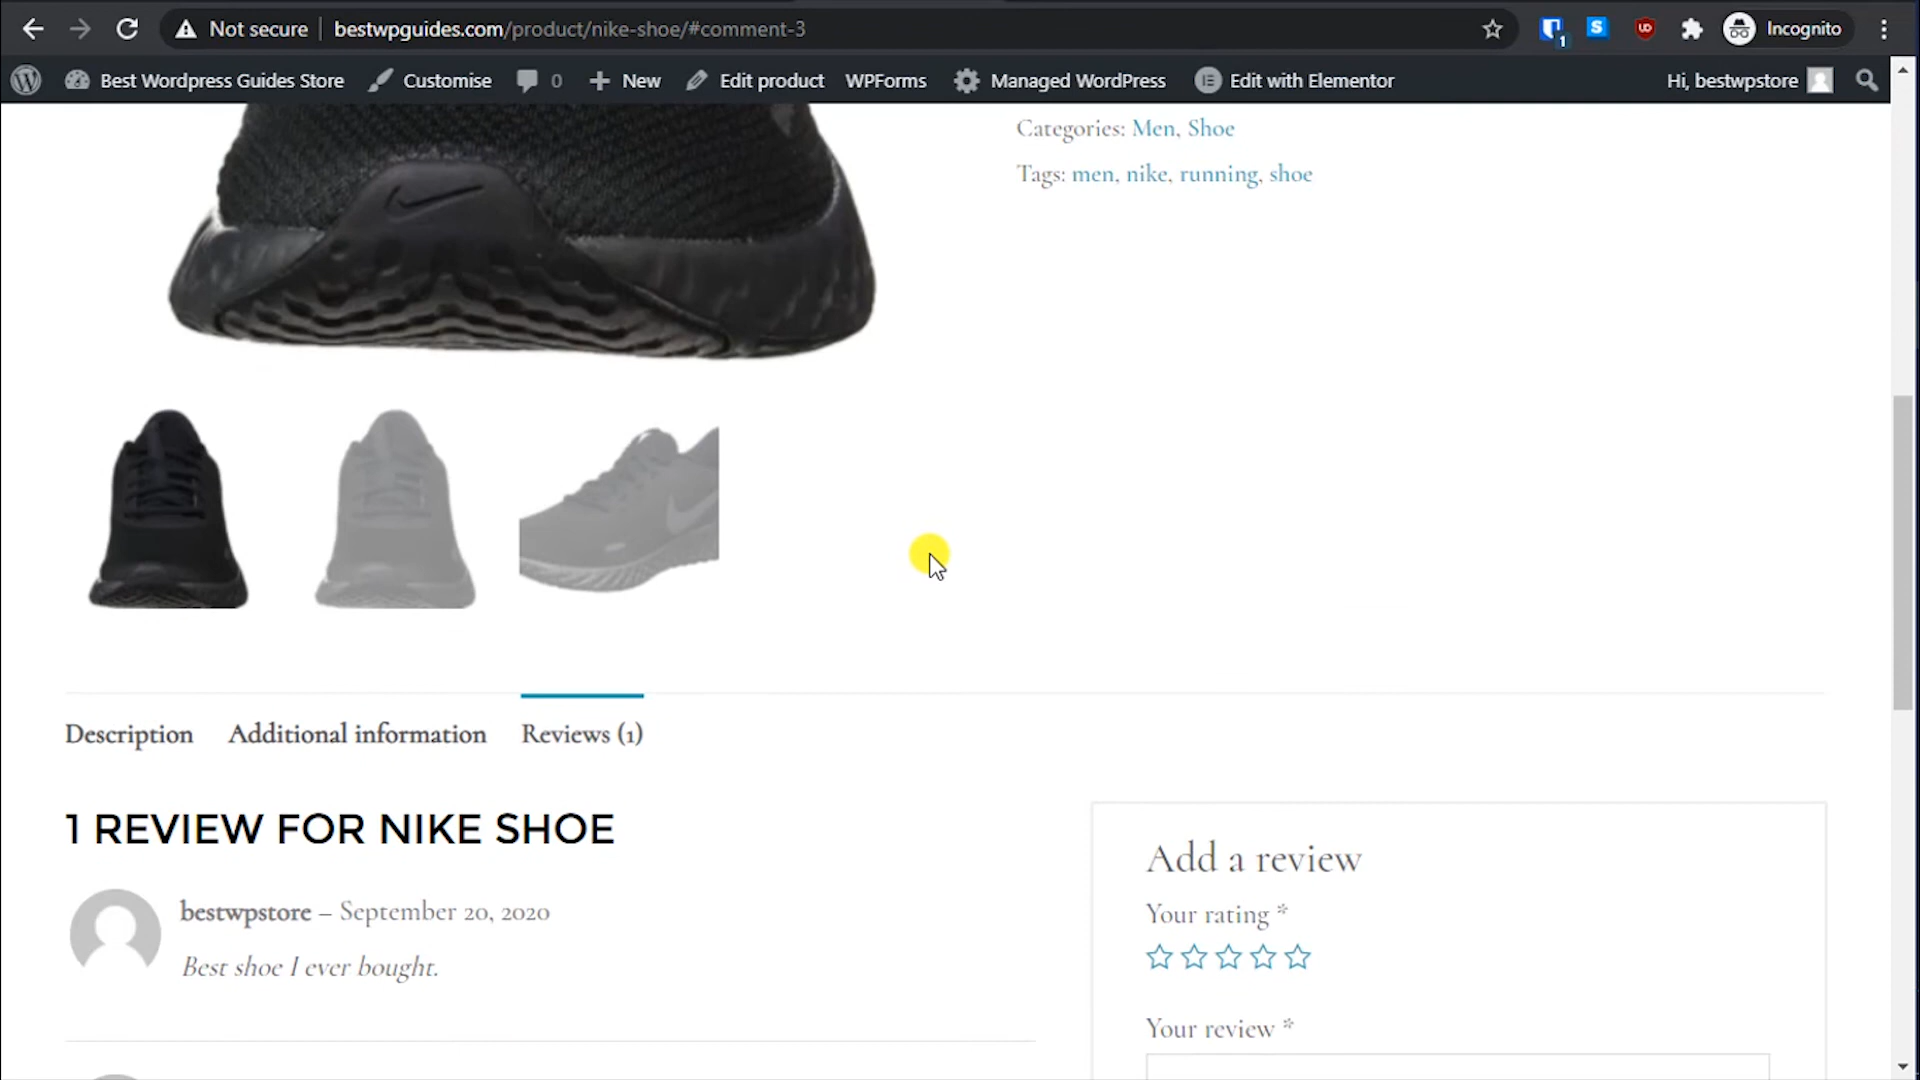 Not secure bestwpguides.com/product/nike-shoe/#comment-3 1 S UD Incognito
Best Wordpress Guides Store Customise 0 New Edit product WPForms Managed WordPress Edit with Elementor Hi, bestwpstore
Categories: Men, Shoe
Tags: men, nike, running, shoe
Description Additional information Reviews (1)
1 REVIEW FOR NIKE SHOE
bestwpstore – September 20, 2020
Best shoe I ever bought.
Add a review
Your rating *
Your review *